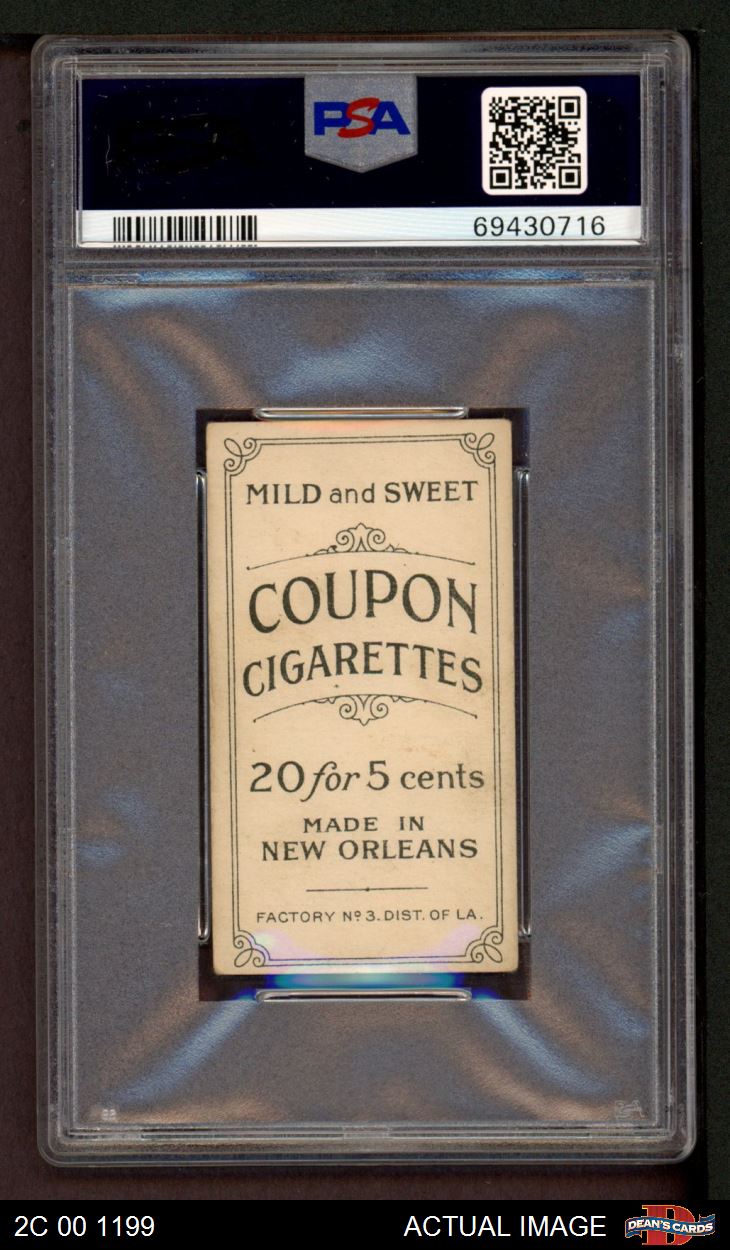 PSA
69430716
MILD and SWEET
COUPON
CIGARETTES
20 for 5 cents
MADE IN
NEW ORLEANS
FACTORY Nº 3. DIST. OF LA.
2C 00 1199 ACTUAL IMAGE DEAN'S CARDS